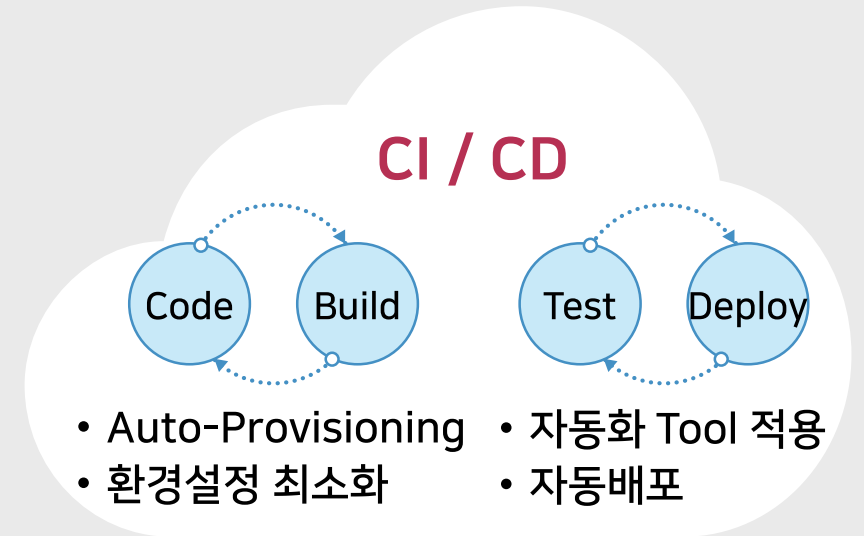 CI / CD
Code
Build
Test
Deploy
• Auto-Provisioning
• 환경설정 최소화
• 자동화 Tool 적용
• 자동배포